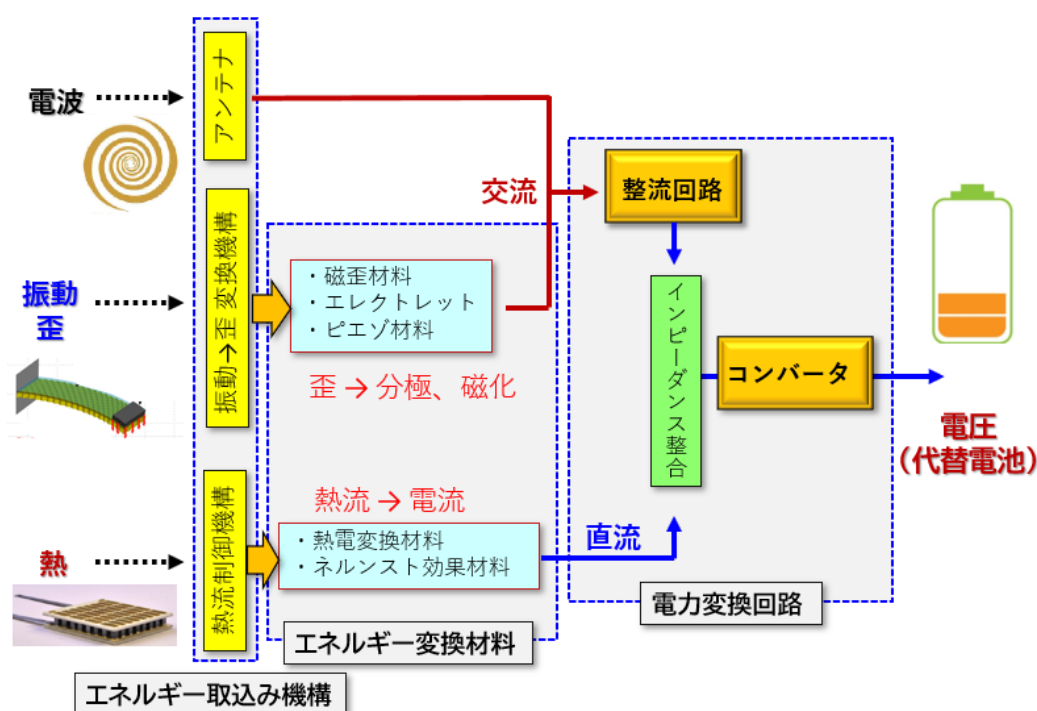 電波
アンテナ
交流
整流回路
振動
歪
振動→歪 変換機構
・磁歪材料
・エレクトレット
・ピエゾ材料
歪 → 分極、磁化
インピーダンス整合
コンバータ
電圧
（代替電池）
熱
熱流制御機構
熱流 → 電流
・熱電変換材料
・ネルンスト効果材料
直流
電力変換回路
エネルギー変換材料
エネルギー取込み機構